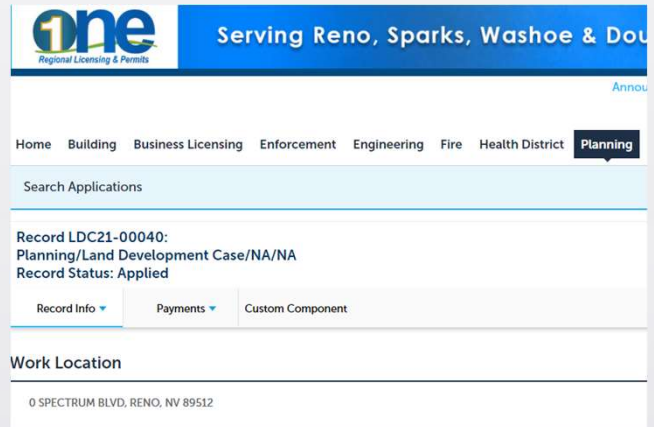 One
Regional Licensing & Permits
Serving Reno, Sparks, Washoe & Dou
Annou
Home Building Business Licensing Enforcement Engineering Fire Health District Planning
Search Applications
Record LDC21-00040:
Planning/Land Development Case/NA/NA
Record Status: Applied
Record Info Payments Custom Component
Work Location
0 SPECTRUM BLVD, RENO, NV 89512